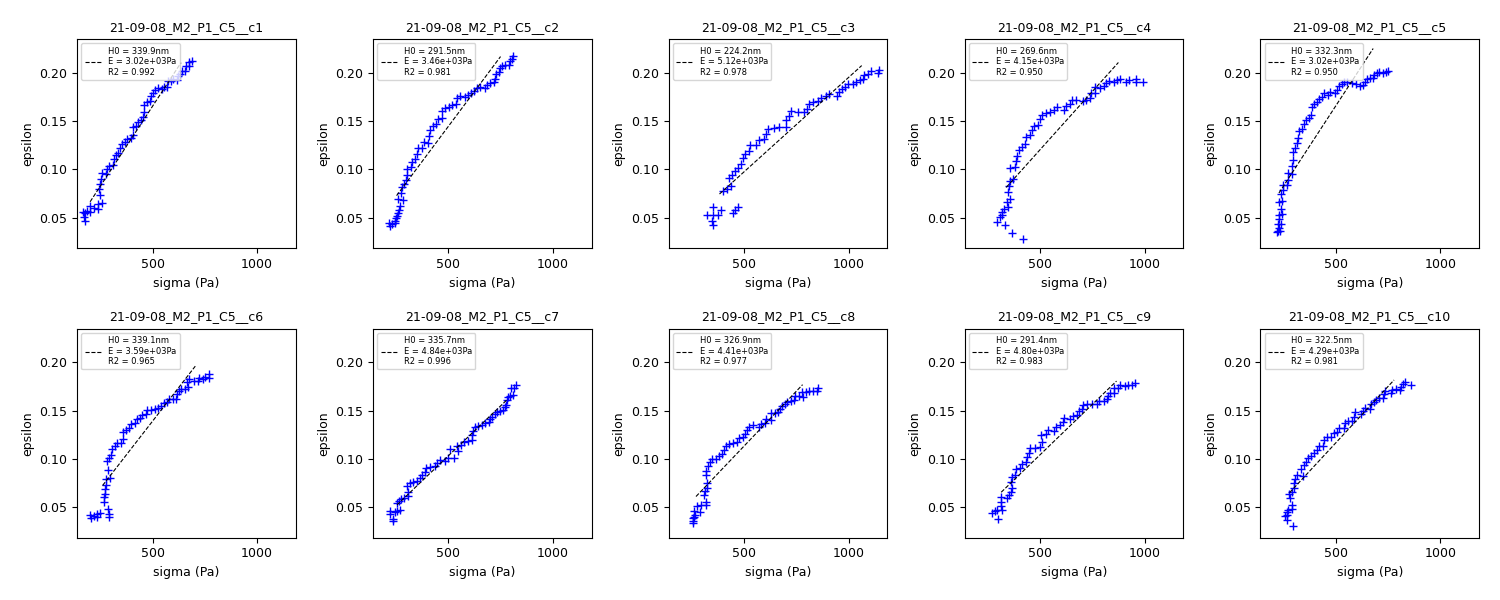 21-09-08_M2_P1_C5__c1
H0 = 339.9nm
E = 3.02e+03Pa
R2 = 0.992
0.20
0.15
0.10
0.05
epsilon
500
1000
sigma (Pa)
21-09-08_M2_P1_C5__c2
H0 = 291.5nm
E = 3.46e+03Pa
R2 = 0.981
0.20
0.15
0.10
0.05
epsilon
500
1000
sigma (Pa)
21-09-08_M2_P1_C5__c3
H0 = 224.2nm
E = 5.12e+03Pa
R2 = 0.978
0.20
0.15
0.10
0.05
epsilon
500
1000
sigma (Pa)
21-09-08_M2_P1_C5__c4
H0 = 269.6nm
E = 4.15e+03Pa
R2 = 0.950
0.20
0.15
0.10
0.05
epsilon
500
1000
sigma (Pa)
21-09-08_M2_P1_C5__c5
H0 = 332.3nm
E = 3.02e+03Pa
R2 = 0.950
0.20
0.15
0.10
0.05
epsilon
500
1000
sigma (Pa)
21-09-08_M2_P1_C5__c6
H0 = 339.1nm
E = 3.59e+03Pa
R2 = 0.965
0.20
0.15
0.10
0.05
epsilon
500
1000
sigma (Pa)
21-09-08_M2_P1_C5__c7
H0 = 335.7nm
E = 4.84e+03Pa
R2 = 0.996
0.20
0.15
0.10
0.05
epsilon
500
1000
sigma (Pa)
21-09-08_M2_P1_C5__c8
H0 = 326.9nm
E = 4.41e+03Pa
R2 = 0.977
0.20
0.15
0.10
0.05
epsilon
500
1000
sigma (Pa)
21-09-08_M2_P1_C5__c9
H0 = 291.4nm
E = 4.80e+03Pa
R2 = 0.983
0.20
0.15
0.10
0.05
epsilon
500
1000
sigma (Pa)
21-09-08_M2_P1_C5__c10
H0 = 322.5nm
E = 4.29e+03Pa
R2 = 0.981
0.20
0.15
0.10
0.05
epsilon
500
1000
sigma (Pa)